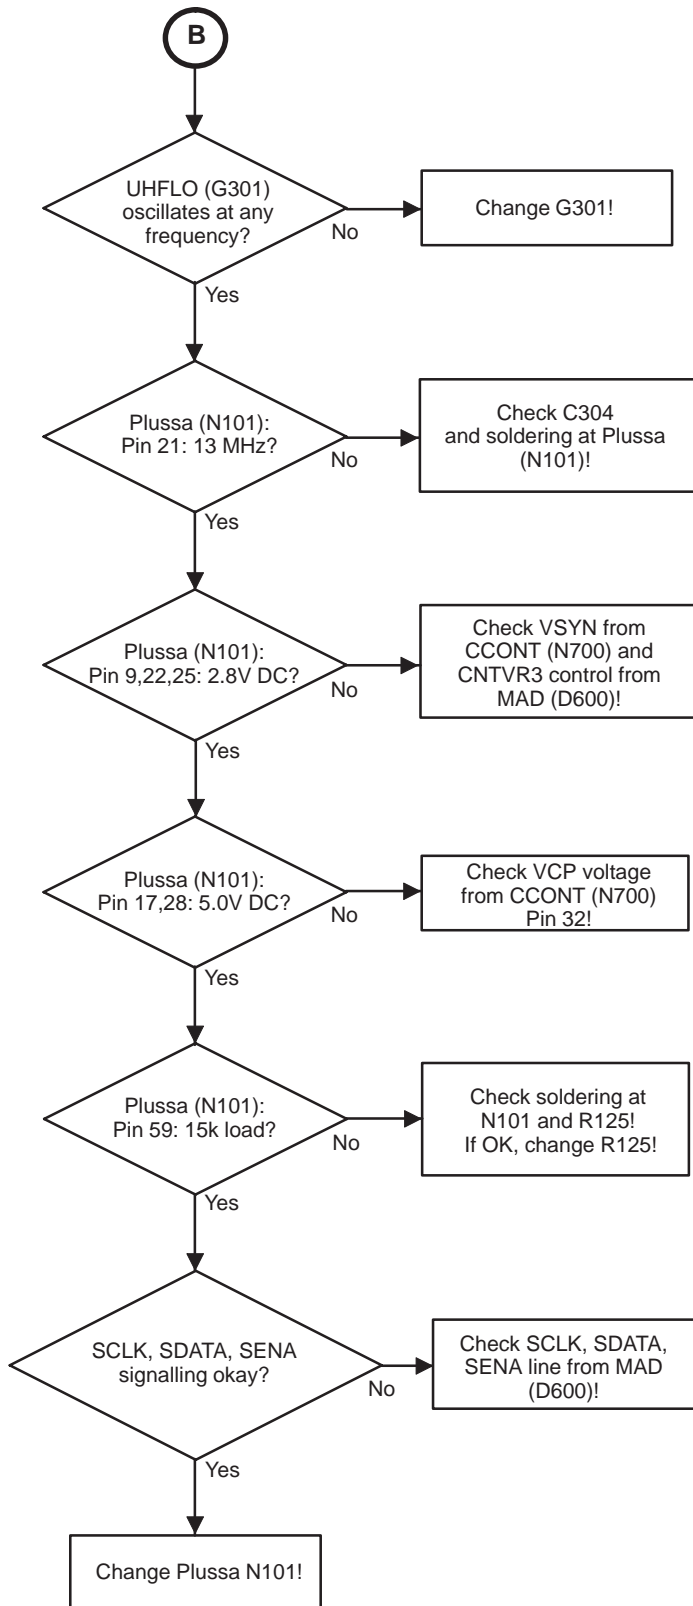 B
UHFLO (G301)
oscillates at any
frequency?
No
Change G301!
Yes
Plussa (N101):
Pin 21: 13 MHz?
No
Check C304
and soldering at Plussa
(N101)!
Yes
Plussa (N101):
Pin 9,22,25: 2.8V DC?
No
Check VSYN from
CCONT (N700) and
CNTVR3 control from
MAD (D600)!
Yes
Plussa (N101):
Pin 17,28: 5.0V DC?
No
Check VCP voltage
from CCONT (N700)
Pin 32!
Yes
Plussa (N101):
Pin 59: 15k load?
No
Check soldering at
N101 and R125!
If OK, change R125!
Yes
SCLK, SDATA, SENA
signalling okay?
No
Check SCLK, SDATA,
SENA line from MAD
(D600)!
Yes
Change Plussa N101!